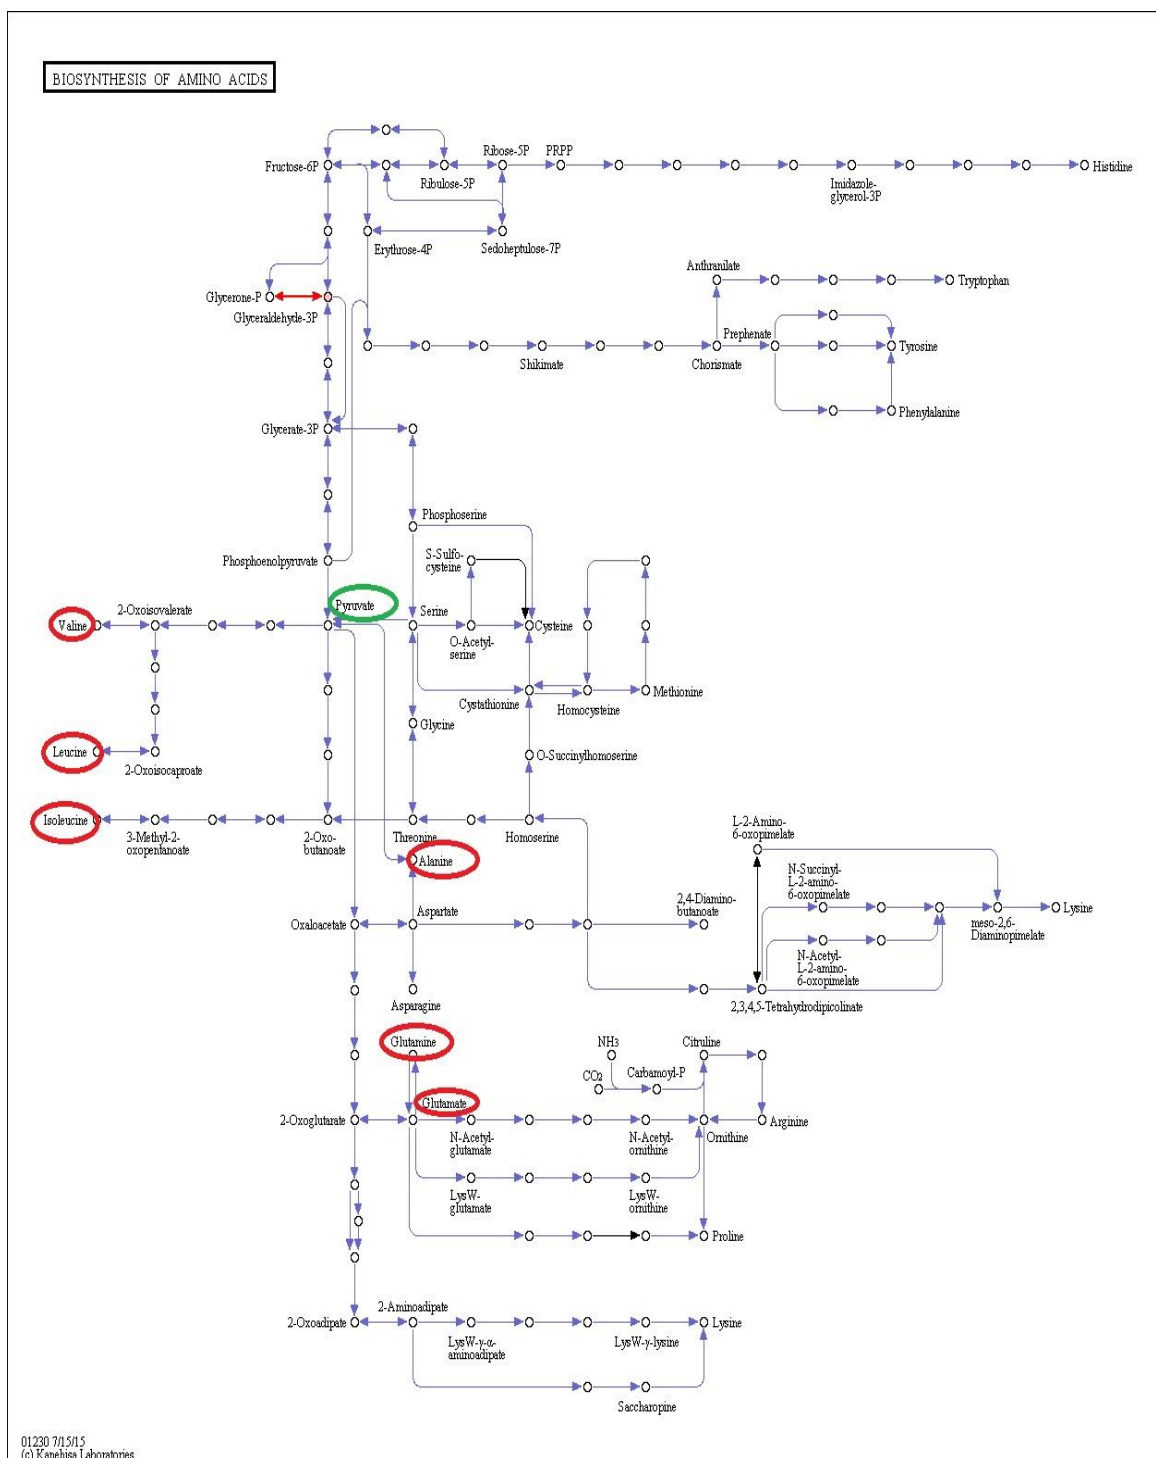 BIOSYNTHESIS OF AMINO ACIDS
Ribose-5P
PRPP
Fructose-6P
Ribulose-5P
Imidazole-
glycerol-3P
Histidine
Erythrose-4P
Sedoheptulose-7P
Anthranilate
Tryptophan
Glycerone-P
Glyceraldehyde-3P
Prephenate
Shikimate
Chorismate
Tyrosine
Phenylalanine
Glycerate-3P
Phosphoserine
S-Sulfo-
cysteine
Phosphoenolpyruvate
Pyruvate
2-Oxoisovalerate
Valine
Serine
O-Acetyl-
serine
Cysteine
Cystathionine
Homocysteine
Methionine
Glycine
Leucine
2-Oxoisocaproate
O-Succinylhomoserine
Isoleucine
3-Methyl-2-
oxopentanoate
2-Oxo-
butanoate
Threonine
Homoserine
Alanine
L-2-Amino-
6-oxopimelate
N-Succinyl-
L-2-amino-
6-oxopimelate
2,4-Diamino-
butanoate
Aspartate
Oxaloacetate
Lysine
meso-2,6-
Diaminopimelate
N-Acetyl-
L-2-amino-
6-oxopimelate
Asparagine
2,3,4,5-Tetrahydrodipicolinate
Glutamine
NH3
Citruline
CO2
Carbamoyl-P
Glutamate
2-Oxoglutarate
N-Acetyl-
glutamate
N-Acetyl-
ornithine
Ornithine
Arginine
LysW-
glutamate
LysW-
ornithine
Proline
2-Aminoadipate
2-Oxoadipate
LysW-γ-α-
aminoadipate
LysW-γ-lysine
Lysine
Saccharopine
01230 7/15/15
(c) Kanehisa Laboratories